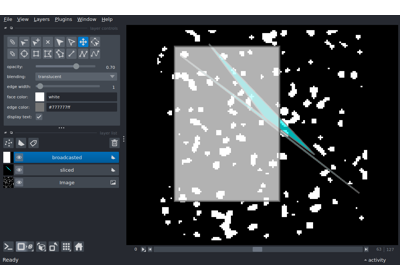 File View Layers Plugins Window Help
opacity: 0.70
blending: translucent
edge width: 1
face color: white
edge color: #777777ff
display text:
broadcasted
sliced
Image
Ready
activity